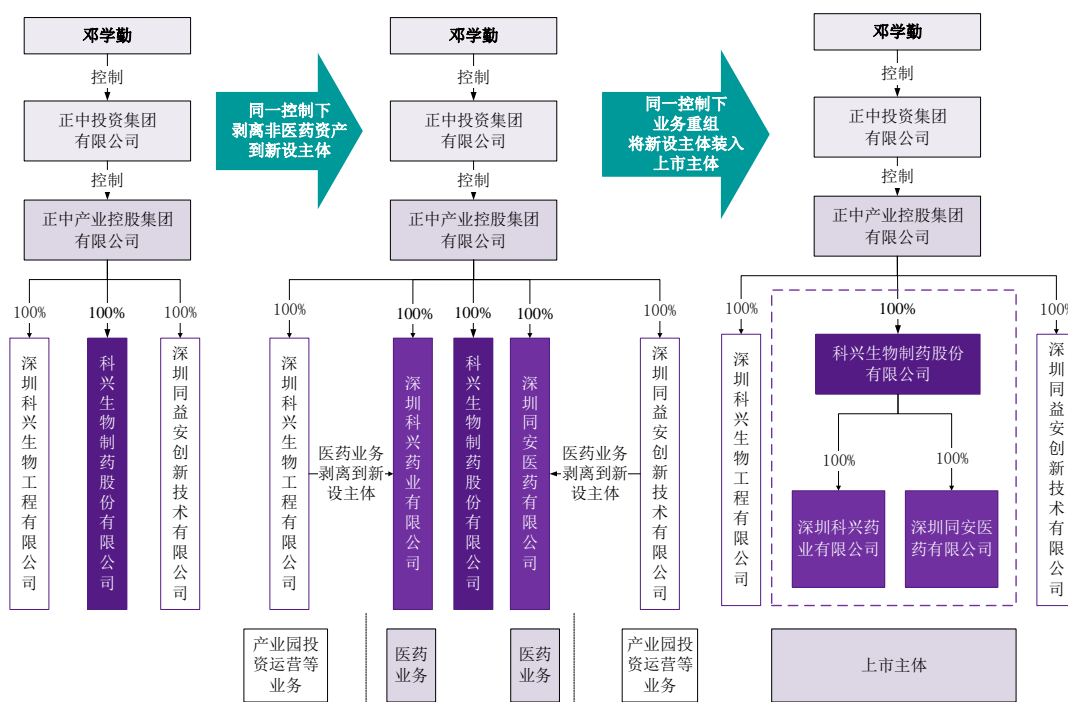 邓学勤
控制
正中投资集团
有限公司
控制
正中产业控股集团
有限公司
100%
100%
100%
深圳科兴生物工程有限公司
科兴生物制药股份有限公司
深圳同益安创新技术有限公司
同一控制下
剥离非医药资产
到新设主体
邓学勤
控制
正中投资集团
有限公司
控制
正中产业控股集团
有限公司
100%
100%
100%
100%
100%
深圳科兴生物工程有限公司
医药业务
剥离到新
设主体
深圳科兴药业有限公司
科兴生物制药股份有限公司
深圳同安医药有限公司
医药业务
剥离到新
设主体
深圳同益安创新技术有限公司
产业园投
资运营等
业务
医药
业务
医药
业务
产业园投
资运营等
业务
同一控制下
业务重组
将新设主体装入
上市主体
邓学勤
控制
正中投资集团
有限公司
控制
正中产业控股集团
有限公司
100%
100%
100%
深圳科兴生物工程有限公司
科兴生物制药股份
有限公司
100%
100%
深圳科兴药
业有限公司
深圳同安医
药有限公司
深圳同益安创新技术有限公司
上市主体